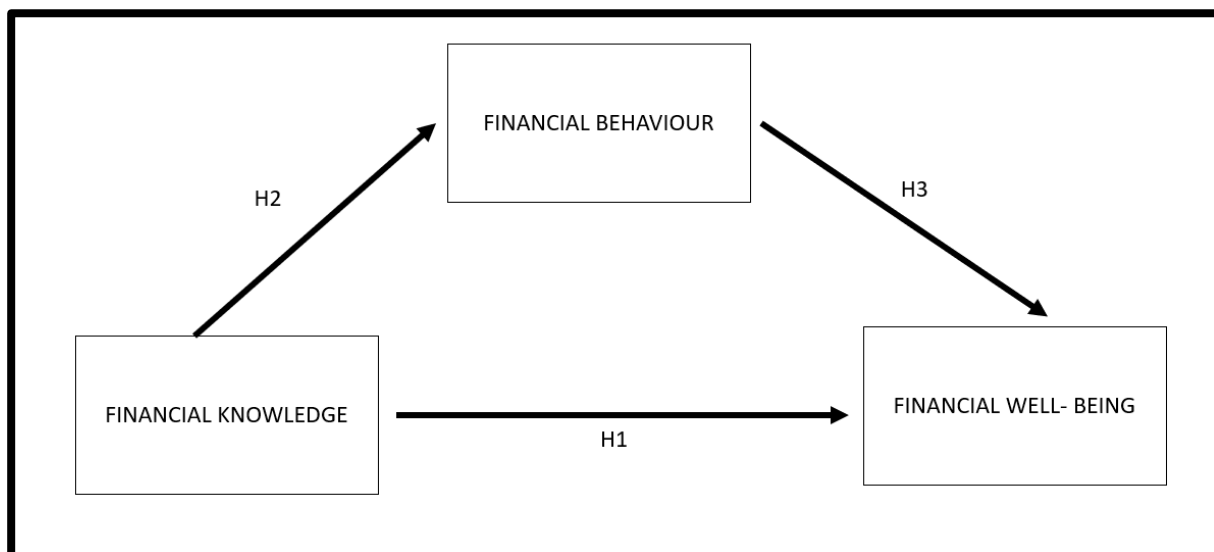 FINANCIAL BEHAVIOUR
H2
H3
FINANCIAL KNOWLEDGE
FINANCIAL WELL- BEING
H1